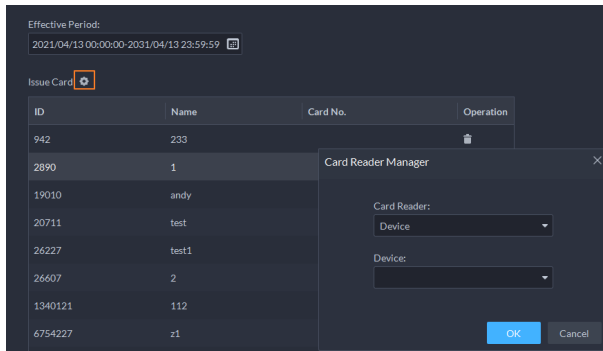 Effective Period:
2021/04/13 00:00:00-2031/04/13 23:59:59
Issue Card
ID Name Card No. Operation
942 233
2890 1
19010 andy
20711 test
26227 test1
26607 2
1340121 112
6754227 z1
Card Reader Manager
Card Reader:
Device
Device:
OK Cancel